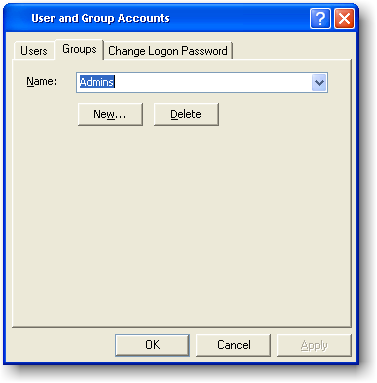 User and Group Accounts
Users Groups Change Logon Password
Name: Admins
New... Delete
OK Cancel Apply